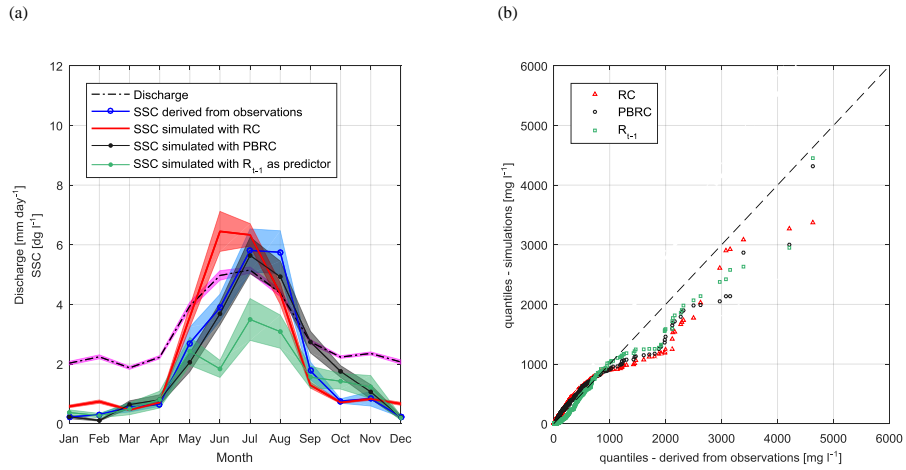 (a)
(b)
12
10
8
6
4
2
0
Discharge [mm day⁻¹]
SSC [dg l⁻¹]
Discharge
SSC derived from observations
SSC simulated with RC
SSC simulated with PBRC
SSC simulated with Rₜ₋₁ as predictor
Jan Feb Mar Apr May Jun Jul Aug Sep Oct Nov Dec
Month
6000
5000
4000
3000
2000
1000
0
quantiles - simulations [mg l⁻¹]
RC
PBRC
Rₜ₋₁
0 1000 2000 3000 4000 5000 6000
quantiles - derived from observations [mg l⁻¹]